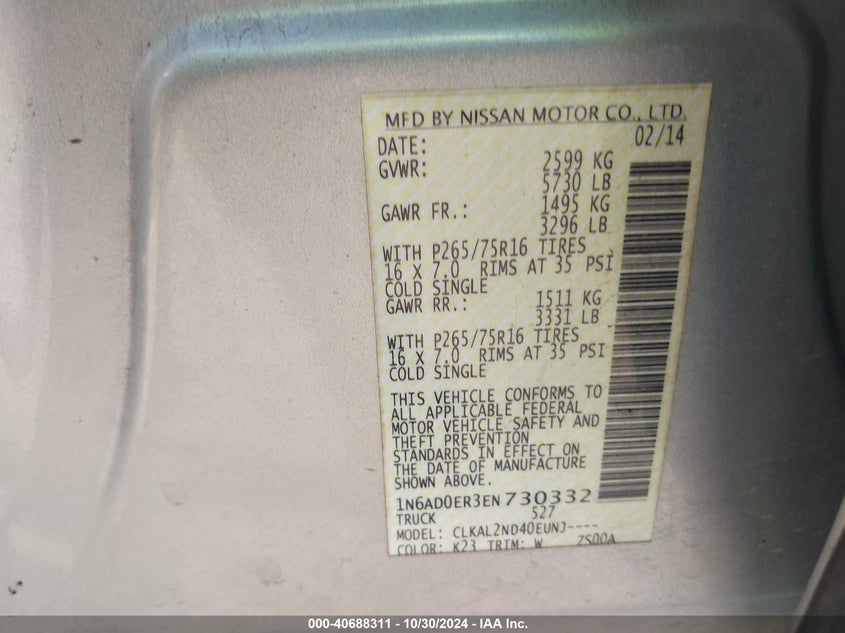 MFD BY NISSAN MOTOR CO., LTD.
DATE: 02/14
GVWR: 2599 KG
5730 LB
GAWR FR.: 1495 KG
3296 LB
WITH P265/75R16 TIRES
16 X 7.0 RIMS AT 35 PSI
COLD SINGLE
GAWR RR.: 1511 KG
3331 LB
WITH P265/75R16 TIRES
16 X 7.0 RIMS AT 35 PSI
COLD SINGLE
THIS VEHICLE CONFORMS TO
ALL APPLICABLE FEDERAL
MOTOR VEHICLE SAFETY AND
THEFT PREVENTION
STANDARDS IN EFFECT ON
THE DATE OF MANUFACTURE
SHOWN ABOVE.
1N6AD0ER3EN730332
TRUCK 527
MODEL: CLKAL2ND40EUNJ----
COLOR: K23 TRIM: W ZS00A
000-40688311 - 10/30/2024 - IAA Inc.